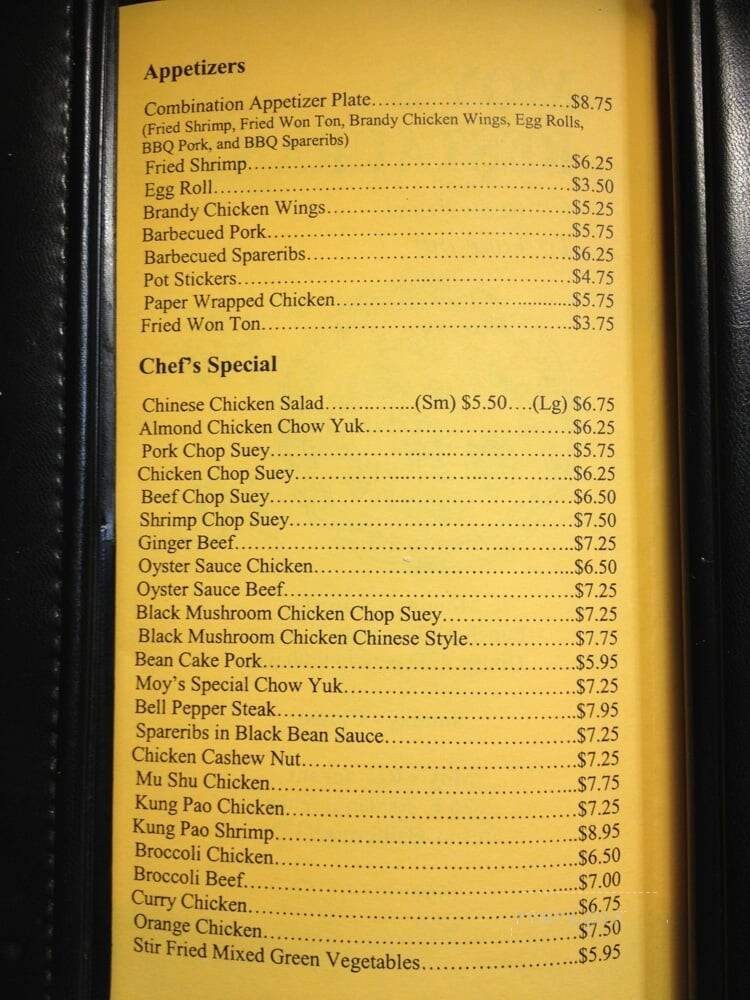 Appetizers
Combination Appetizer Plate..............................$8.75
(Fried Shrimp, Fried Won Ton, Brandy Chicken Wings, Egg Rolls,
BBQ Pork, and BBQ Spareribs)
Fried Shrimp.................................................$6.25
Egg Roll......................................................$3.50
Brandy Chicken Wings.....................................$5.25
Barbecued Pork..............................................$5.75
Barbecued Spareribs........................................$6.25
Pot Stickers..................................................$4.75
Paper Wrapped Chicken....................................$5.75
Fried Won Ton...............................................$3.75
Chef's Special
Chinese Chicken Salad...............(Sm) $5.50....(Lg) $6.75
Almond Chicken Chow Yuk................................$6.25
Pork Chop Suey..............................................$5.75
Chicken Chop Suey..........................................$6.25
Beef Chop Suey..............................................$6.50
Shrimp Chop Suey...........................................$7.50
Ginger Beef...................................................$7.25
Oyster Sauce Chicken.......................................$6.50
Oyster Sauce Beef...........................................$7.25
Black Mushroom Chicken Chop Suey....................$7.25
Black Mushroom Chicken Chinese Style................$7.75
Bean Cake Pork..............................................$5.95
Moy's Special Chow Yuk...................................$7.25
Bell Pepper Steak............................................$7.95
Spareribs in Black Bean Sauce.............................$7.25
Chicken Cashew Nut.........................................$7.25
Mu Shu Chicken..............................................$7.75
Kung Pao Chicken............................................$7.25
Kung Pao Shrimp.............................................$8.95
Broccoli Chicken.............................................$6.50
Broccoli Beef.................................................$7.00
Curry Chicken................................................$6.75
Orange Chicken...............................................$7.50
Stir Fried Mixed Green Vegetables........................$5.95